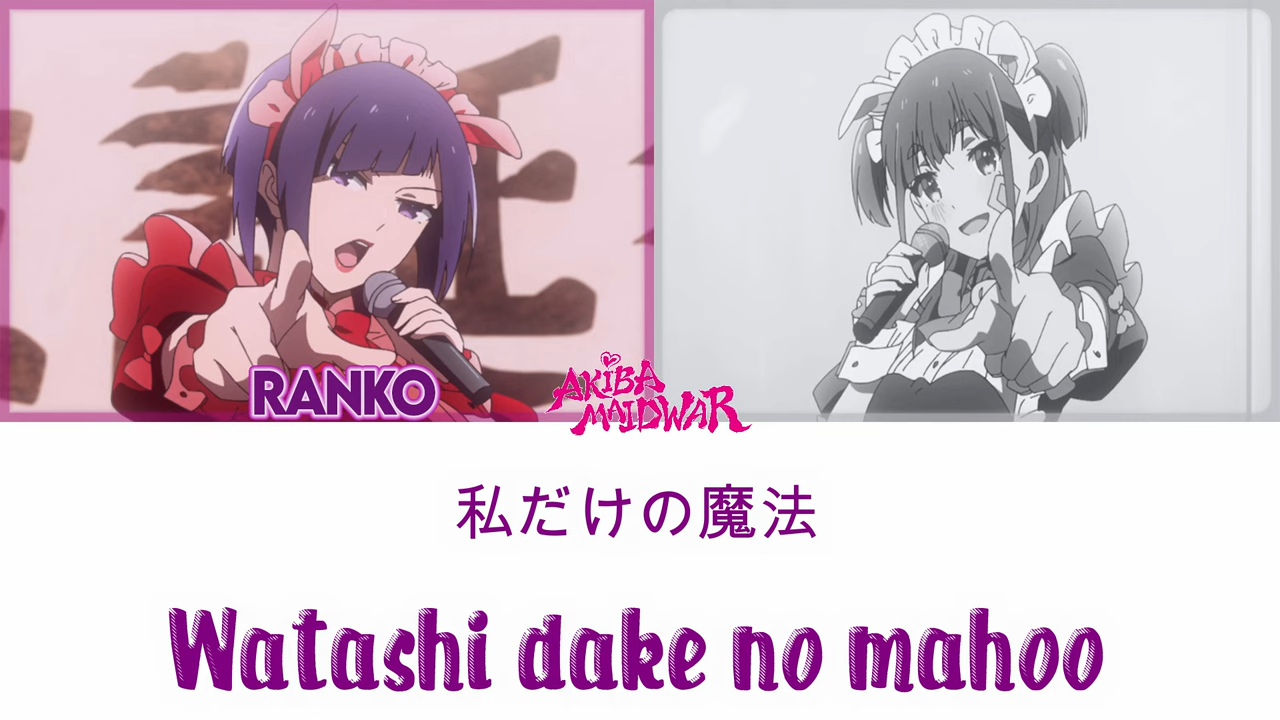 RANKO
AKIBA
MAIDWAR
私だけの魔法
Watashi dake no mahoo